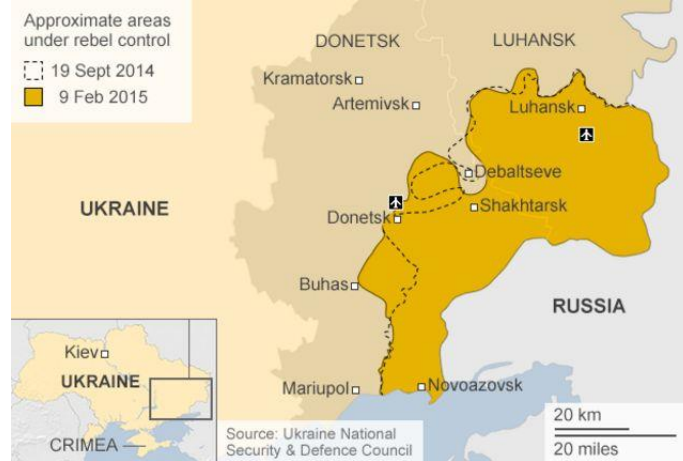 Approximate areas
under rebel control
19 Sept 2014
9 Feb 2015
DONETSK
LUHANSK
Kramatorsk
Artemivsk
Luhansk
Debaltseve
UKRAINE
Donetsk
Shakhtarsk
Buhas
RUSSIA
Kiev
UKRAINE
Mariupol
Novoazovsk
CRIMEA
Source: Ukraine National
Security & Defence Council
20 km
20 miles